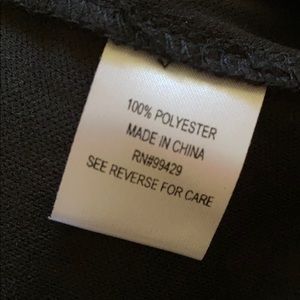 100% POLYESTER
MADE IN CHINA
RN#99429
SEE REVERSE FOR CARE